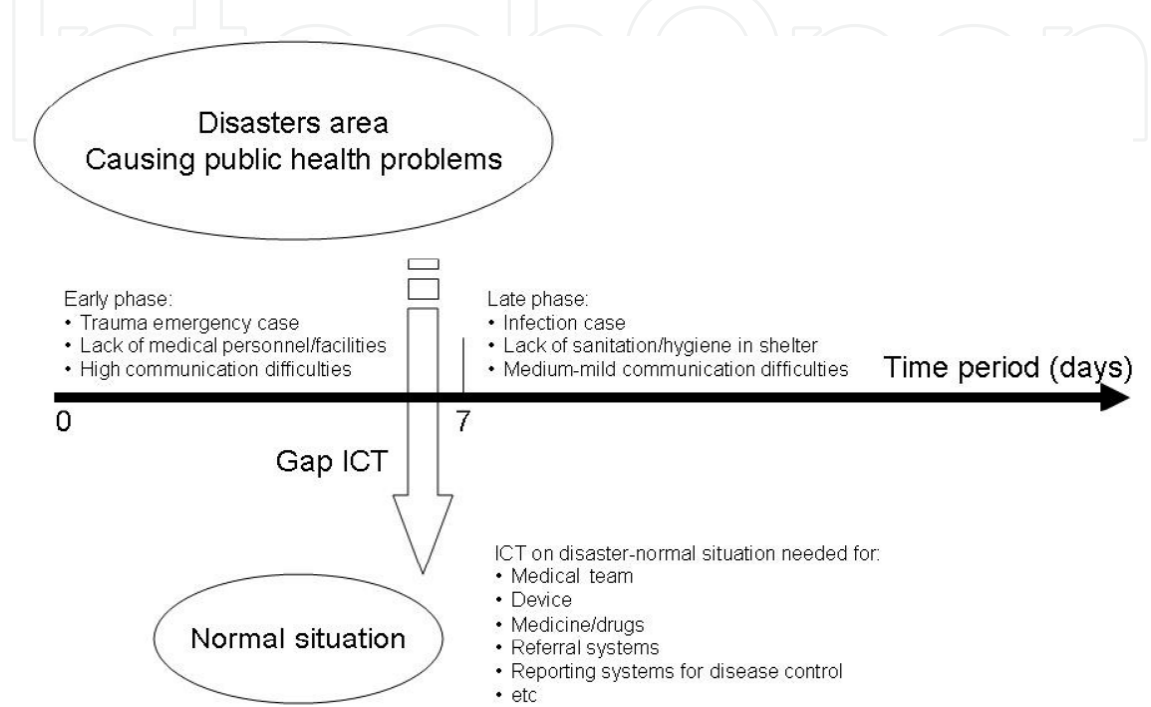 IntechOpen
Disasters area
Causing public health problems
Early phase:
• Trauma emergency case
• Lack of medical personnel/facilities
• High communication difficulties
Late phase:
• Infection case
• Lack of sanitation/hygiene in shelter
• Medium-mild communication difficulties
Time period (days)
0
7
Gap ICT
Normal situation
ICT on disaster-normal situation needed for:
• Medical team
• Device
• Medicine/drugs
• Referral systems
• Reporting systems for disease control
• etc